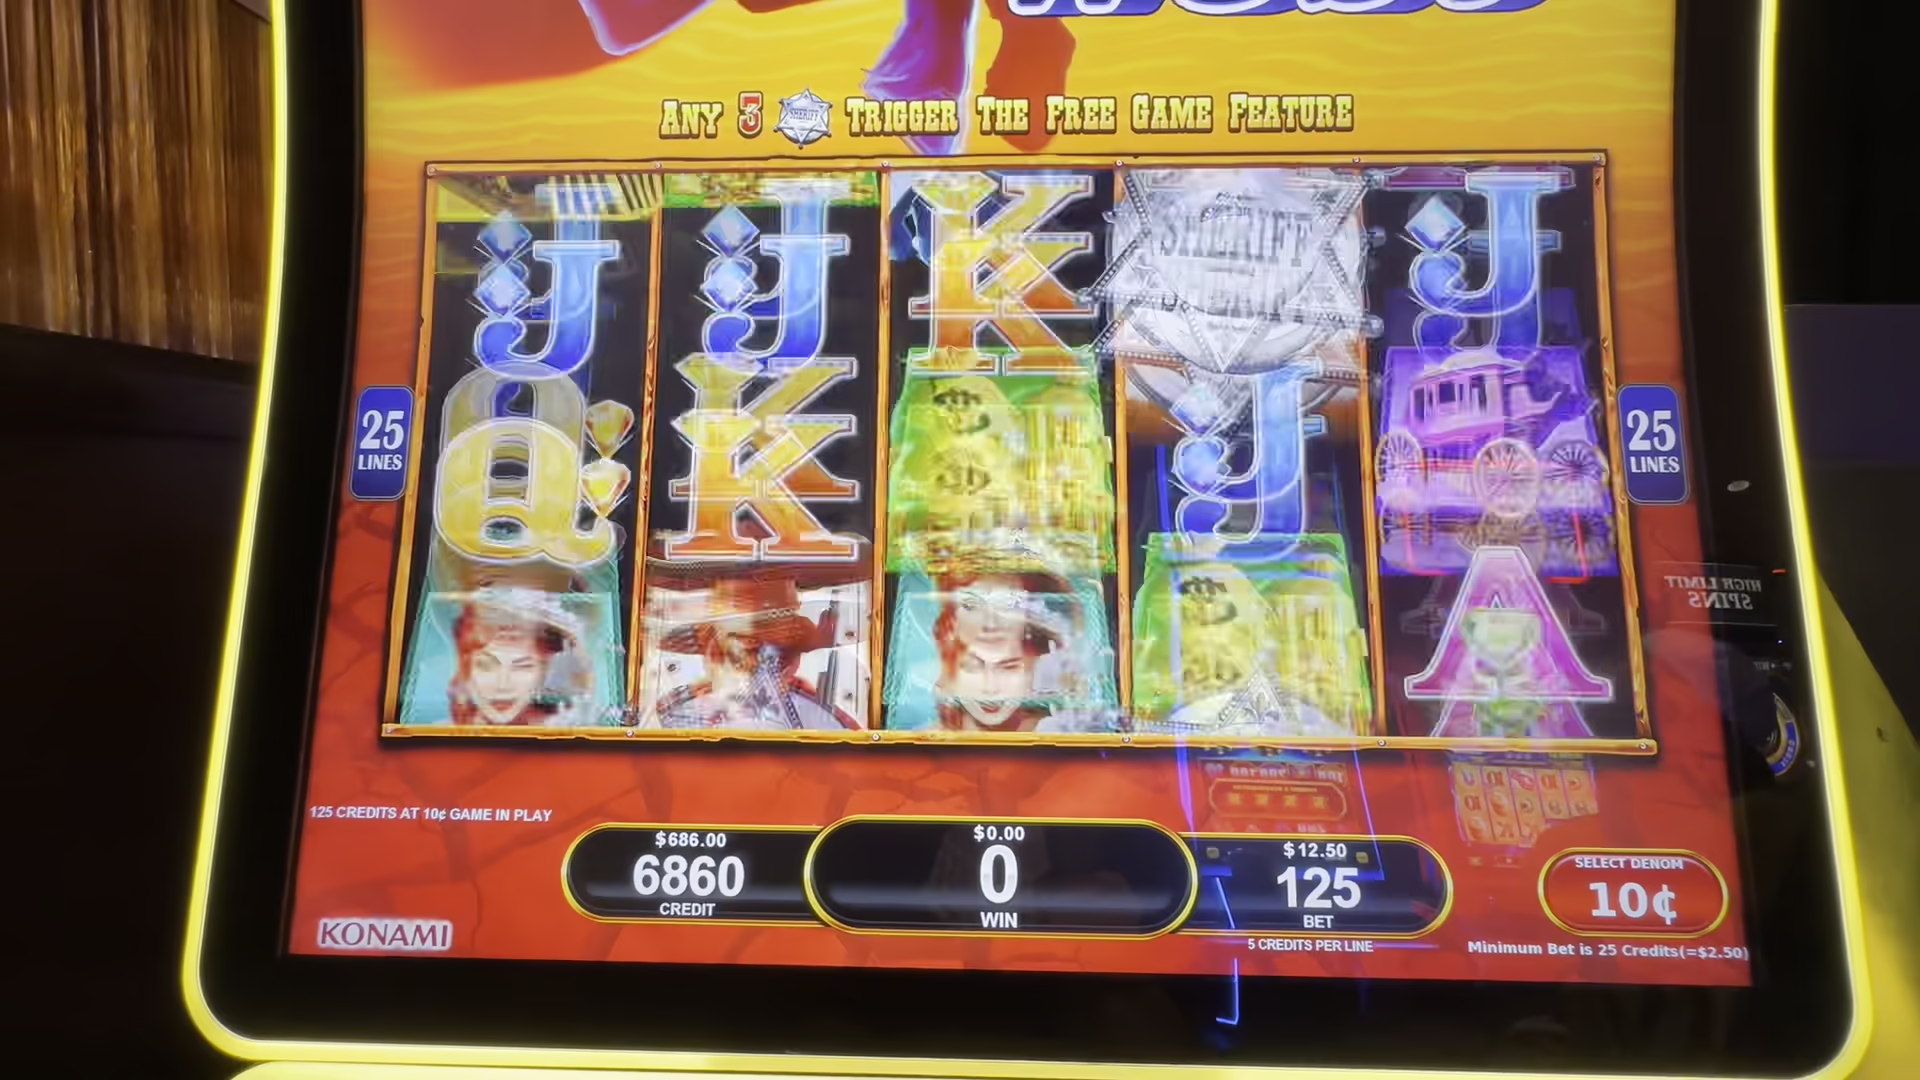 ANY 3 SHERIFF TRIGGER THE FREE GAME FEATURE
J J K SHERIFF J
Q K J
A
25
LINES
25
LINES
HIGH LIMIT
SPINS
125 CREDITS AT 10¢ GAME IN PLAY
$686.00
6860
CREDIT
$0.00
0
WIN
$12.50
125
BET
5 CREDITS PER LINE
SELECT DENOM
10¢
Minimum Bet is 25 Credits(=$2.50)
KONAMI